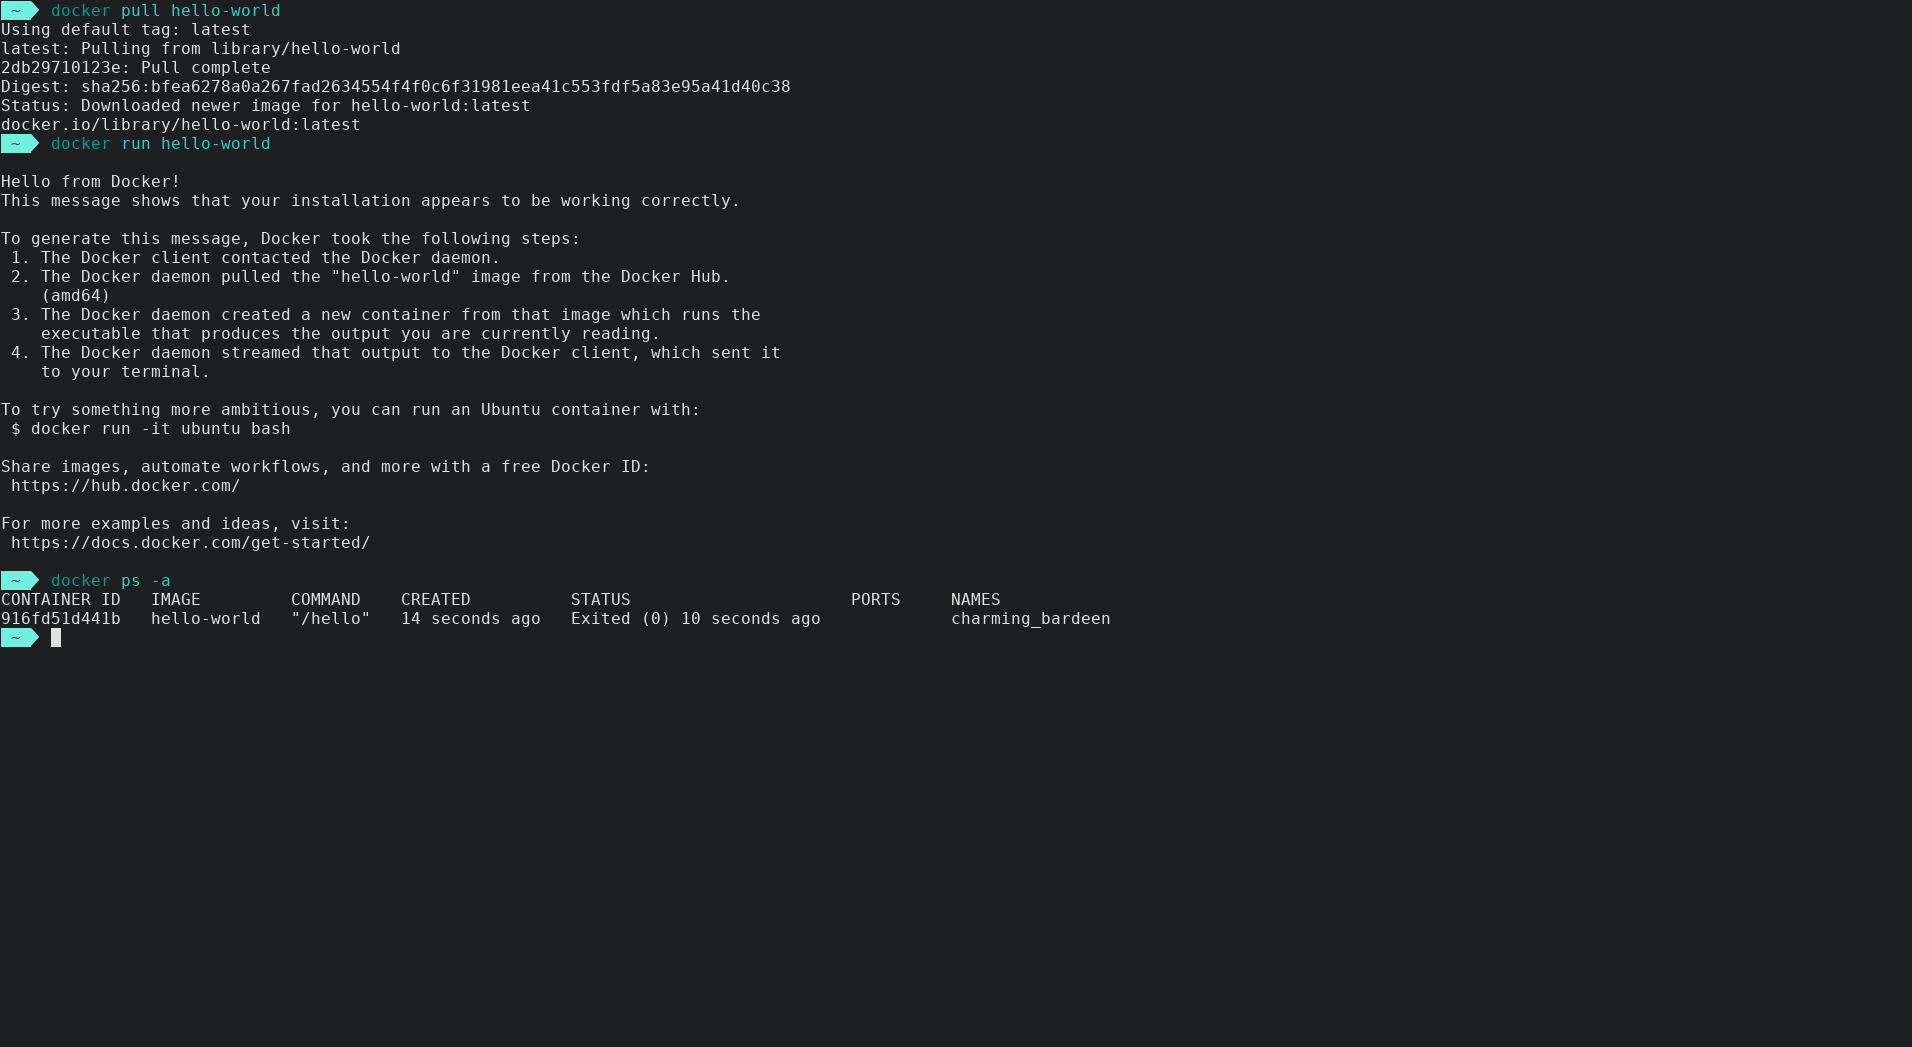 ~ docker pull hello-world
Using default tag: latest
latest: Pulling from library/hello-world
2db29710123e: Pull complete
Digest: sha256:bfea6278a0a267fad2634554f4f0c6f31981eea41c553fdf5a83e95a41d40c38
Status: Downloaded newer image for hello-world:latest
docker.io/library/hello-world:latest
~ docker run hello-world
Hello from Docker!
This message shows that your installation appears to be working correctly.
To generate this message, Docker took the following steps:
1. The Docker client contacted the Docker daemon.
2. The Docker daemon pulled the "hello-world" image from the Docker Hub.
(amd64)
3. The Docker daemon created a new container from that image which runs the
executable that produces the output you are currently reading.
4. The Docker daemon streamed that output to the Docker client, which sent it
to your terminal.
To try something more ambitious, you can run an Ubuntu container with:
$ docker run -it ubuntu bash
Share images, automate workflows, and more with a free Docker ID:
https://hub.docker.com/
For more examples and ideas, visit:
https://docs.docker.com/get-started/
~ docker ps -a
CONTAINER ID   IMAGE         COMMAND    CREATED          STATUS                      PORTS     NAMES
916fd51d441b   hello-world   "/hello"   14 seconds ago   Exited (0) 10 seconds ago             charming_bardeen
~